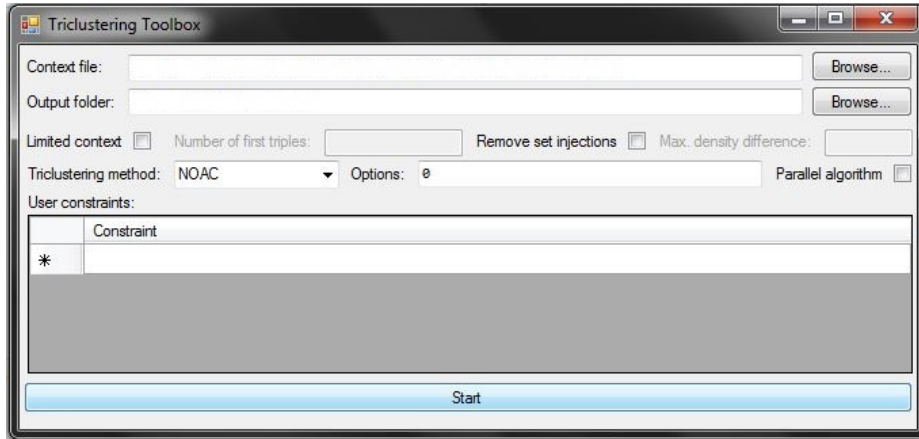 Triclustering Toolbox
Context file: Browse...
Output folder: Browse...
Limited context Number of first triples: Remove set injections Max. density difference:
Triclustering method: NOAC Options: 0 Parallel algorithm
User constraints:
Constraint
*
Start